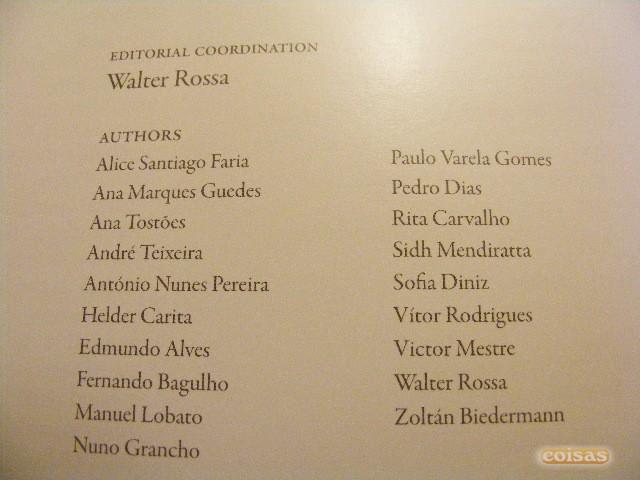 EDITORIAL COORDINATION
Walter Rossa
AUTHORS
Alice Santiago Faria
Ana Marques Guedes
Ana Tostões
André Teixeira
António Nunes Pereira
Helder Carita
Edmundo Alves
Fernando Bagulho
Manuel Lobato
Nuno Grancho
Paulo Varela Gomes
Pedro Dias
Rita Carvalho
Sidh Mendiratta
Sofia Diniz
Vítor Rodrigues
Victor Mestre
Walter Rossa
Zoltán Biedermann
coisas